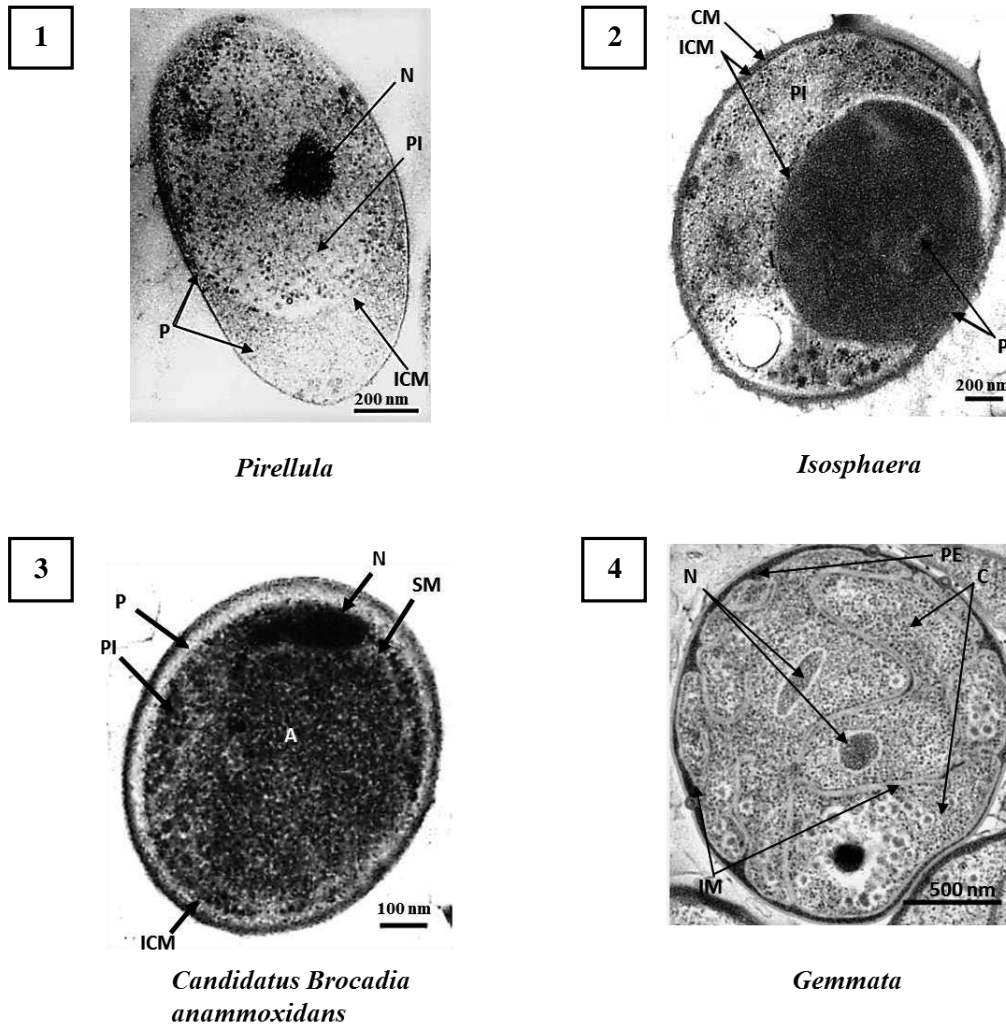 1
N
PI
P
ICM
200 nm
Pirellula
2
CM
ICM
PI
P
200 nm
Isosphaera
3
N
SM
P
PI
A
ICM
100 nm
Candidatus Brocadia
anammoxidans
4
PE
N
C
IM
500 nm
Gemmata